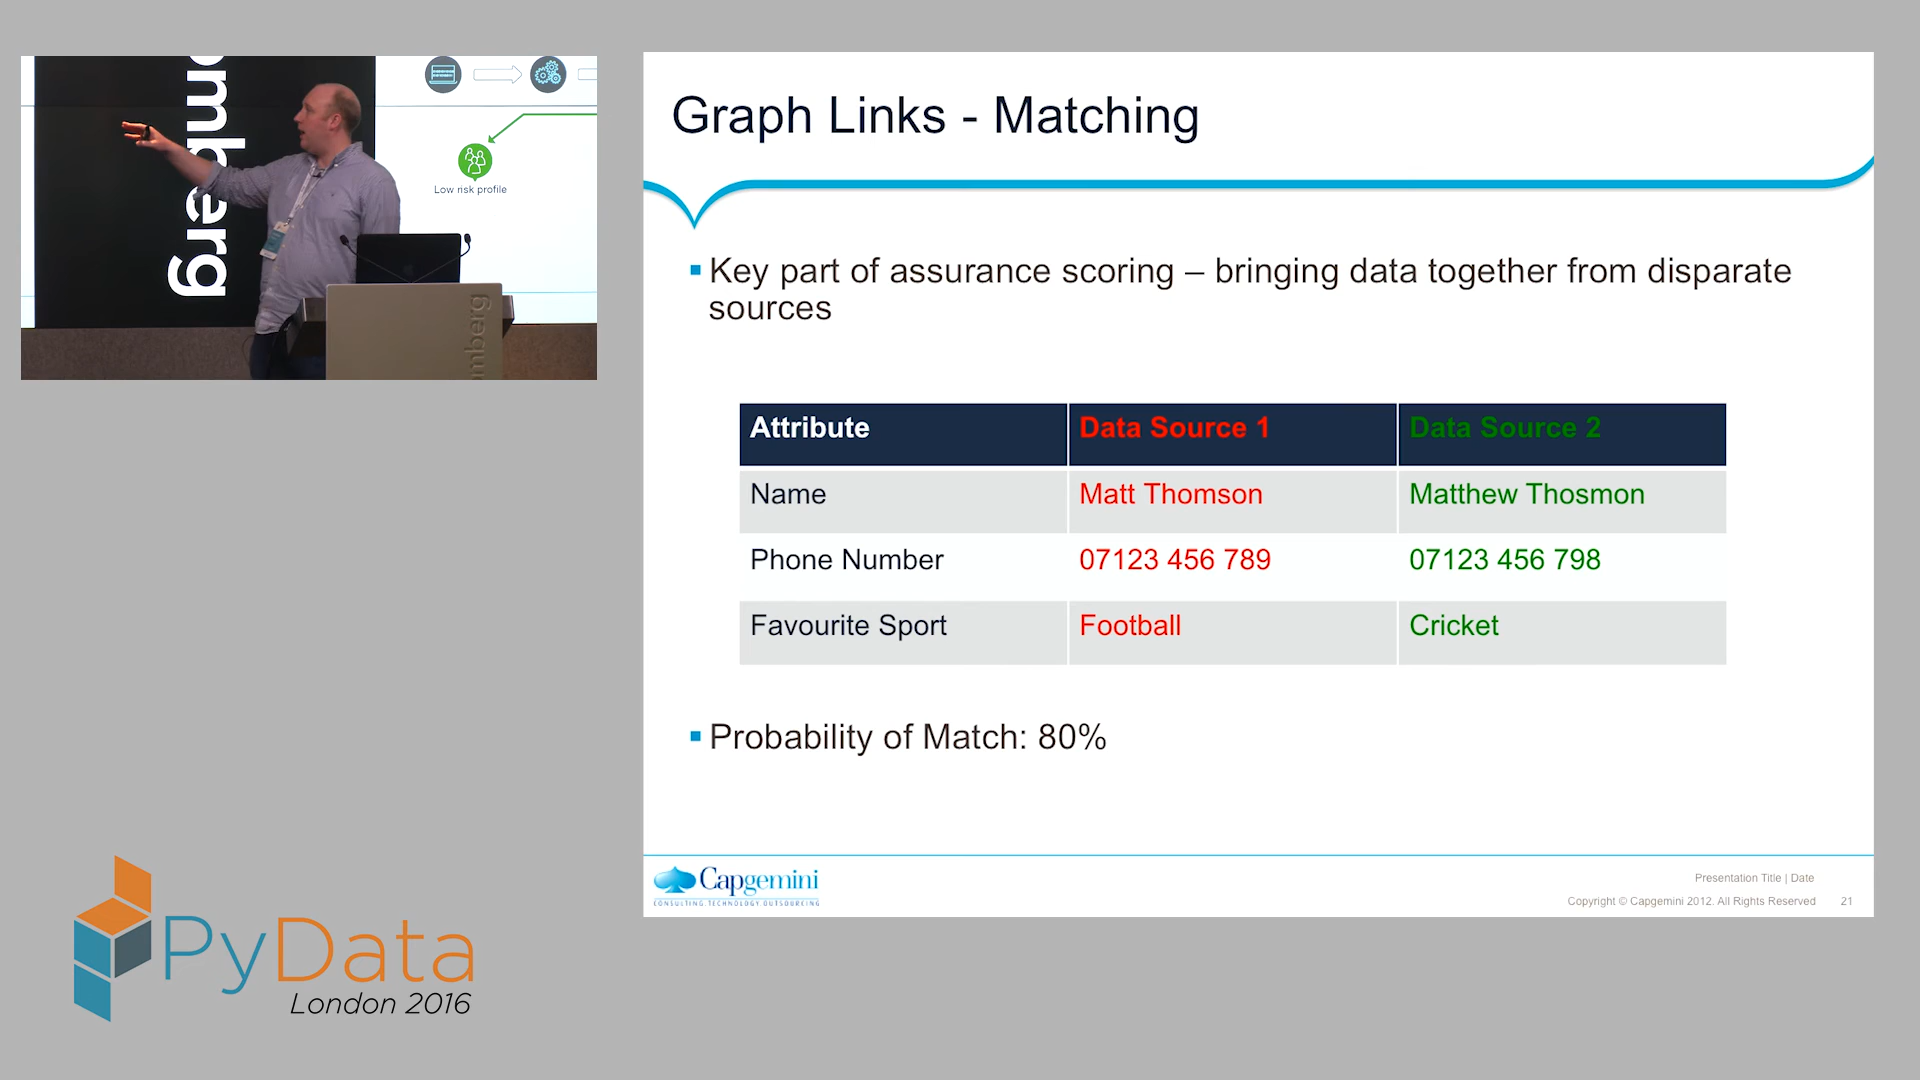 omberg
Low risk profile
omberg
Graph Links - Matching
Key part of assurance scoring – bringing data together from disparate
sources
Attribute Data Source 1 Data Source 2
Name Matt Thomson Matthew Thosmon
Phone Number 07123 456 789 07123 456 798
Favourite Sport Football Cricket
Probability of Match: 80%
Capgemini
CONSULTING.TECHNOLOGY.OUTSOURCING
Presentation Title | Date
Copyright © Capgemini 2012. All Rights Reserved 21
PyData
London 2016